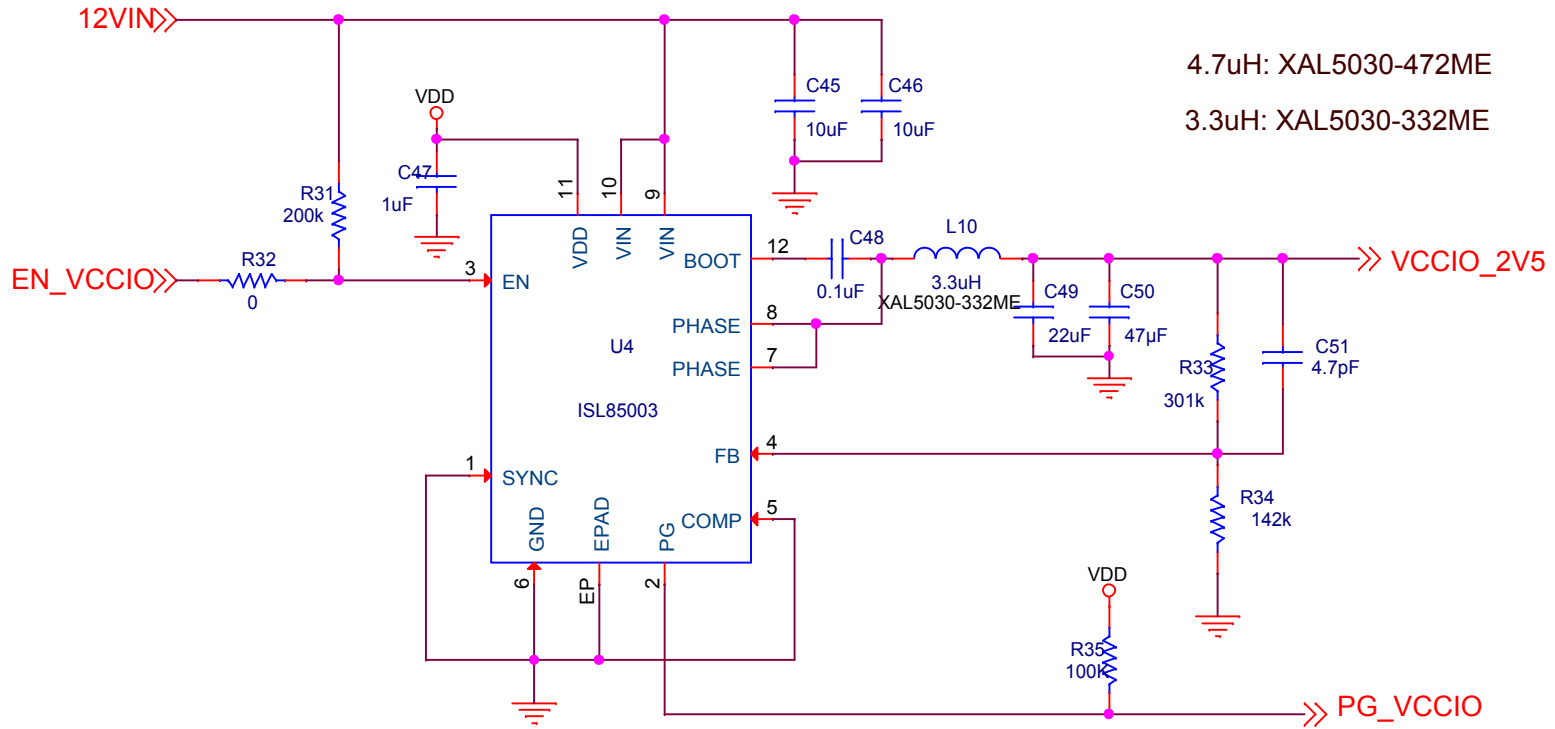 12VIN
4.7uH: XAL5030-472ME
3.3uH: XAL5030-332ME
C45
10uF
C46
10uF
VDD
C47
1uF
R31
200k
11
10
9
VDD
VIN
VIN
R32
0
EN_VCCIO
3
EN
BOOT
12
C48
0.1uF
L10
3.3uH
XAL5030-332ME
VCCIO_2V5
C49
22uF
C50
47µF
PHASE
8
PHASE
7
U4
ISL85003
R33
301k
C51
4.7pF
FB
4
1
SYNC
COMP
5
R34
142k
GND
EPAD
PG
6
EP
2
VDD
R35
100K
PG_VCCIO